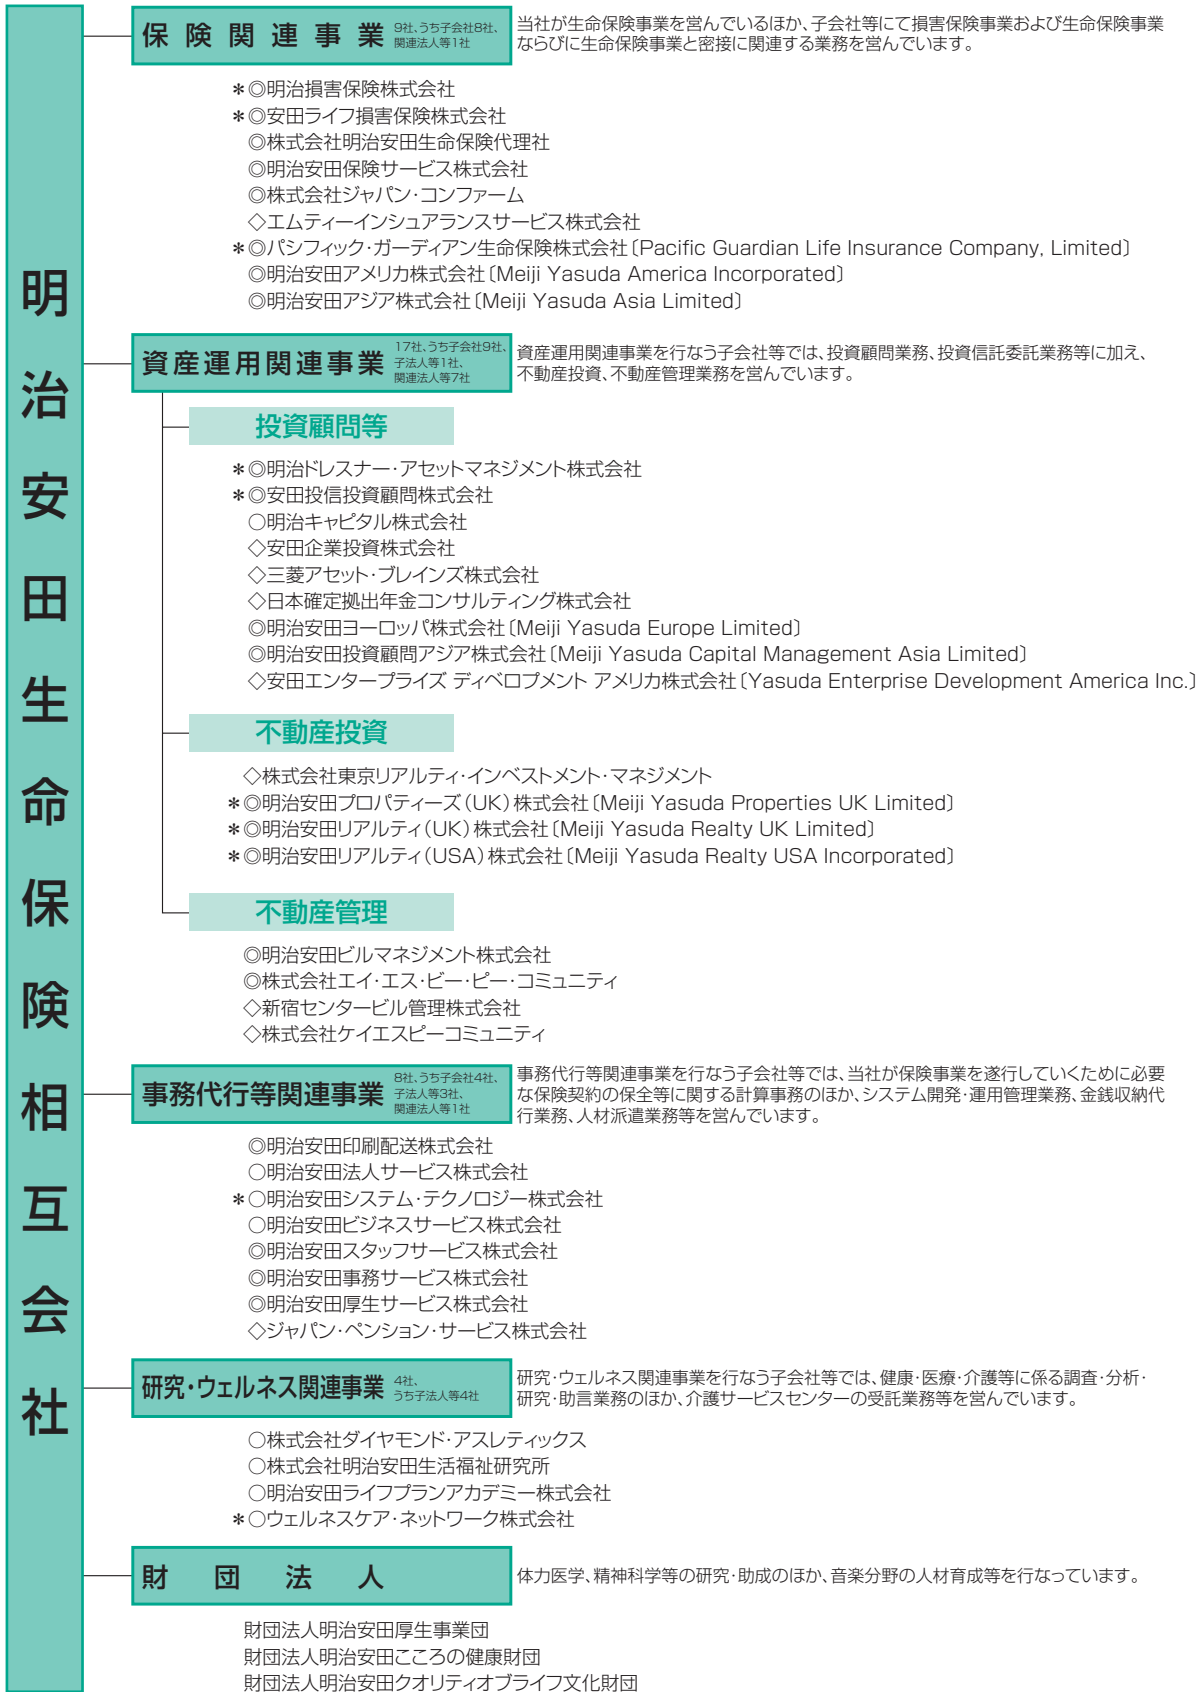 明治安田生命保険相互会社
保険関連事業
9社、うち子会社8社、
関連法人等1社
当社が生命保険事業を営んでいるほか、子会社等にて損害保険事業および生命保険事業
ならびに生命保険事業と密接に関連する業務を営んでいます。
＊◎明治損害保険株式会社
＊◎安田ライフ損害保険株式会社
◎株式会社明治安田生命保険代理社
◎明治安田保険サービス株式会社
◎株式会社ジャパン・コンファーム
◇エムティーインシュアランスサービス株式会社
＊◎パシフィック・ガーディアン生命保険株式会社〔Pacific Guardian Life Insurance Company, Limited〕
◎明治安田アメリカ株式会社〔Meiji Yasuda America Incorporated〕
◎明治安田アジア株式会社〔Meiji Yasuda Asia Limited〕
資産運用関連事業
17社、うち子会社9社、
子法人等1社、
関連法人等7社
資産運用関連事業を行なう子会社等では、投資顧問業務、投資信託委託業務等に加え、
不動産投資、不動産管理業務を営んでいます。
投資顧問等
＊◎明治ドレスナー・アセットマネジメント株式会社
＊◎安田投信投資顧問株式会社
○明治キャピタル株式会社
◇安田企業投資株式会社
◇三菱アセット・ブレインズ株式会社
◇日本確定拠出年金コンサルティング株式会社
◎明治安田ヨーロッパ株式会社〔Meiji Yasuda Europe Limited〕
◎明治安田投資顧問アジア株式会社〔Meiji Yasuda Capital Management Asia Limited〕
◇安田エンタープライズ ディベロプメント アメリカ株式会社〔Yasuda Enterprise Development America Inc.〕
不動産投資
◇株式会社東京リアルティ・インベストメント・マネジメント
＊◎明治安田プロパティーズ（UK）株式会社〔Meiji Yasuda Properties UK Limited〕
＊◎明治安田リアルティ（UK）株式会社〔Meiji Yasuda Realty UK Limited〕
＊◎明治安田リアルティ（USA）株式会社〔Meiji Yasuda Realty USA Incorporated〕
不動産管理
◎明治安田ビルマネジメント株式会社
◎株式会社エイ・エス・ビー・ピー・コミュニティ
◇新宿センタービル管理株式会社
◇株式会社ケイエスピーコミュニティ
事務代行等関連事業
8社、うち子会社4社、
子法人等3社、
関連法人等1社
事務代行等関連事業を行なう子会社等では、当社が保険事業を遂行していくために必要
な保険契約の保全等に関する計算事務のほか、システム開発・運用管理業務、金銭収納代
行業務、人材派遣業務等を営んでいます。
◎明治安田印刷配送株式会社
○明治安田法人サービス株式会社
＊○明治安田システム・テクノロジー株式会社
○明治安田ビジネスサービス株式会社
◎明治安田スタッフサービス株式会社
◎明治安田事務サービス株式会社
◎明治安田厚生サービス株式会社
◇ジャパン・ペンション・サービス株式会社
研究・ウェルネス関連事業
4社、
うち子法人等4社
研究・ウェルネス関連事業を行なう子会社等では、健康・医療・介護等に係る調査・分析・
研究・助言業務のほか、介護サービスセンターの受託業務等を営んでいます。
○株式会社ダイヤモンド・アスレティックス
○株式会社明治安田生活福祉研究所
○明治安田ライフプランアカデミー株式会社
＊○ウェルネスケア・ネットワーク株式会社
財団法人
体力医学、精神科学等の研究・助成のほか、音楽分野の人材育成等を行なっています。
財団法人明治安田厚生事業団
財団法人明治安田こころの健康財団
財団法人明治安田クオリティオブライフ文化財団